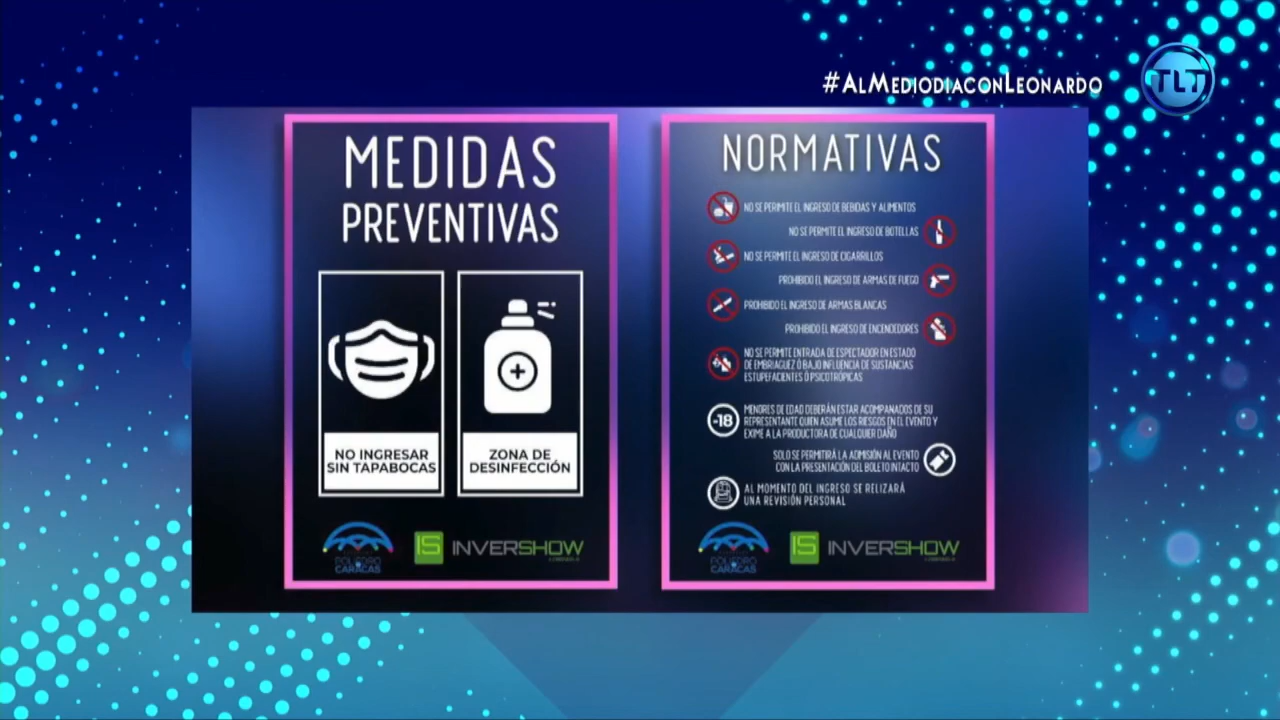 #ALMEDIODIACONLEONARDO
TLT
MEDIDAS
PREVENTIVAS
NO INGRESAR
SIN TAPABOCAS
ZONA DE
DESINFECCIÓN
POLIEDRO
CARACAS
IS INVERSHOW
NORMATIVAS
NO SE PERMITE EL INGRESO DE BEBIDAS Y ALIMENTOS
NO SE PERMITE EL INGRESO DE BOTELLAS
NO SE PERMITE EL INGRESO DE CIGARRILLOS
PROHIBIDO EL INGRESO DE ARMAS DE FUEGO
PROHIBIDO EL INGRESO DE ARMAS BLANCAS
PROHIBIDO EL INGRESO DE ENCENDEDORES
NO SE PERMITE ENTRADA DE ESPECTADOR EN ESTADO
DE EMBRIAGUEZ O BAJO INFLUENCIA DE SUSTANCIAS
ESTUPEFACIENTES Ó PSICOTRÓPICAS
-18
MENORES DE EDAD DEBERÁN ESTAR ACOMPANADOS DE SU
REPRESENTANTE QUIEN ASUME LOS RIESGOS EN EL EVENTO Y
EXIME A LA PRODUCTORA DE CUALQUIER DAÑO
SOLO SE PERMITIRÁ LA ADMISIÓN AL EVENTO
CON LA PRESENTACIÓN DEL BOLETO INTACTO
AL MOMENTO DEL INGRESO SE RELIZARÁ
UNA REVISIÓN PERSONAL
POLIEDRO
CARACAS
IS INVERSHOW